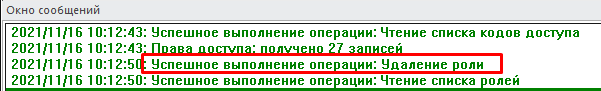 Окно сообщений
2021/11/16 10:12:43: Успешное выполнение операции: Чтение списка кодов доступа
2021/11/16 10:12:43: Права доступа: получено 27 записей
2021/11/16 10:12:50: Успешное выполнение операции: Удаление роли
2021/11/16 10:12:50: Успешное выполнение операции: Чтение списка ролей